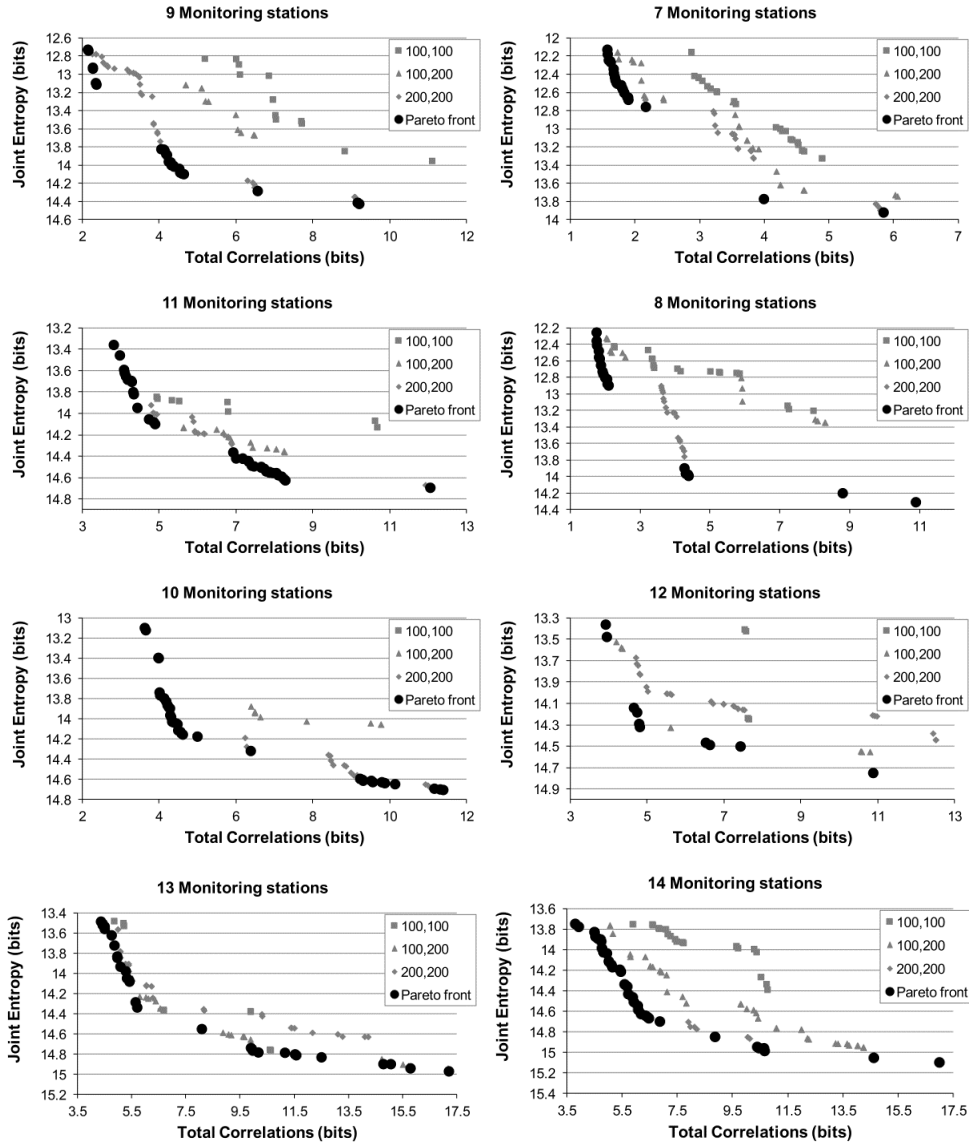 9 Monitoring stations
Joint Entropy (bits)
12.6
12.8
13
13.2
13.4
13.6
13.8
14
14.2
14.4
14.6
2 4 6 8 10 12
Total Correlations (bits)
100,100
100,200
200,200
Pareto front
7 Monitoring stations
Joint Entropy (bits)
12
12.2
12.4
12.6
12.8
13
13.2
13.4
13.6
13.8
14
1 2 3 4 5 6 7
Total Correlations (bits)
100,100
100,200
200,200
Pareto front
11 Monitoring stations
Joint Entropy (bits)
13.2
13.4
13.6
13.8
14
14.2
14.4
14.6
14.8
3 5 7 9 11 13
Total Correlations (bits)
100,100
100,200
200,200
Pareto front
8 Monitoring stations
Joint Entropy (bits)
12.2
12.4
12.6
12.8
13
13.2
13.4
13.6
13.8
14
14.2
14.4
1 3 5 7 9 11
Total Correlations (bits)
100,100
100,200
200,200
Pareto front
10 Monitoring stations
Joint Entropy (bits)
13
13.2
13.4
13.6
13.8
14
14.2
14.4
14.6
14.8
2 4 6 8 10 12
Total Correlations (bits)
100,100
100,200
200,200
Pareto front
12 Monitoring stations
Joint Entropy (bits)
13.3
13.5
13.7
13.9
14.1
14.3
14.5
14.7
14.9
3 5 7 9 11 13
Total Correlations (bits)
100,100
100,200
200,200
Pareto front
13 Monitoring stations
Joint Entropy (bits)
13.4
13.6
13.8
14
14.2
14.4
14.6
14.8
15
15.2
3.5 5.5 7.5 9.5 11.5 13.5 15.5 17.5
Total Correlations (bits)
100,100
100,200
200,200
Pareto front
14 Monitoring stations
Joint Entropy (bits)
13.6
13.8
14
14.2
14.4
14.6
14.8
15
15.2
15.4
3.5 5.5 7.5 9.5 11.5 13.5 15.5 17.5
Total Correlations (bits)
100,100
100,200
200,200
Pareto front